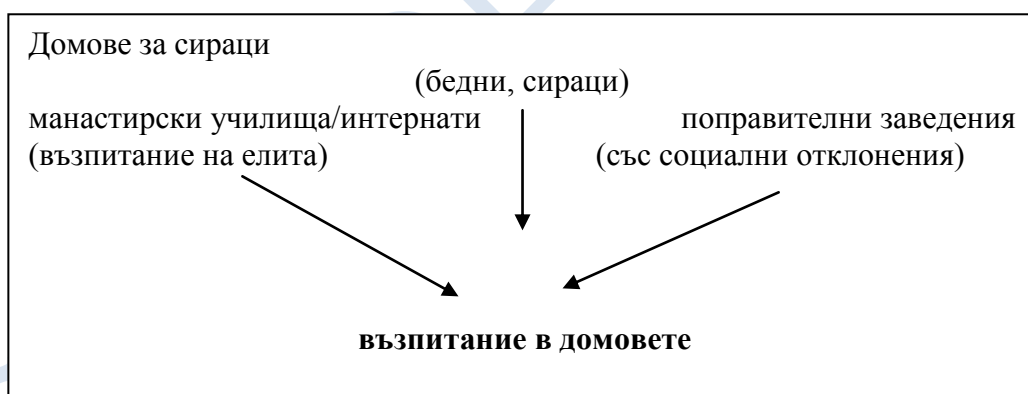 Домове за сираци
(бедни, сираци)
манастирски училища/интернати поправителни заведения
(възпитание на елита) (със социални отклонения)
възпитание в домовете